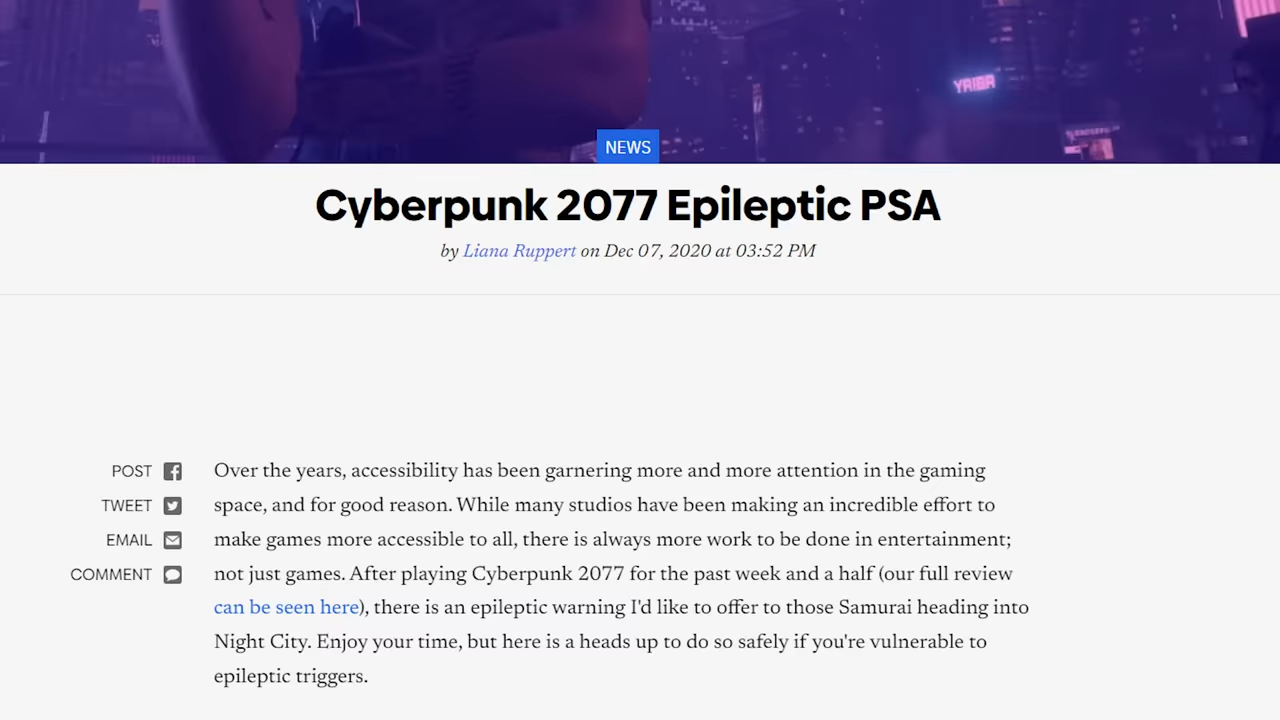 YAIBA
NEWS
Cyberpunk 2077 Epileptic PSA
by Liana Ruppert on Dec 07, 2020 at 03:52 PM
POST
TWEET
EMAIL
COMMENT
Over the years, accessibility has been garnering more and more attention in the gaming
space, and for good reason. While many studios have been making an incredible effort to
make games more accessible to all, there is always more work to be done in entertainment;
not just games. After playing Cyberpunk 2077 for the past week and a half (our full review
can be seen here), there is an epileptic warning I'd like to offer to those Samurai heading into
Night City. Enjoy your time, but here is a heads up to do so safely if you're vulnerable to
epileptic triggers.